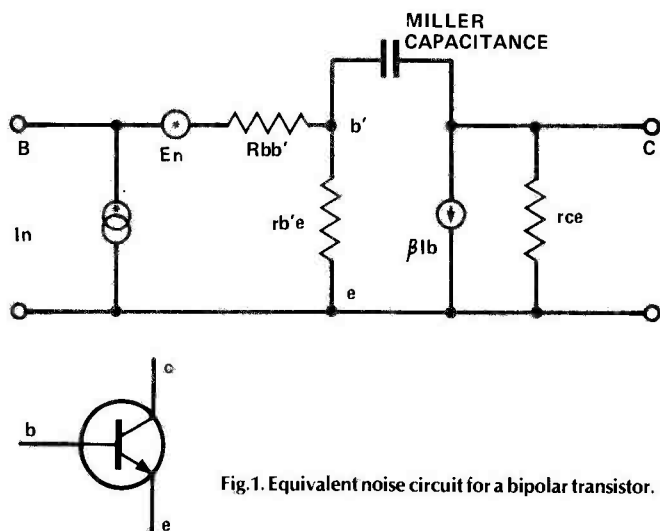 MILLER
CAPACITANCE
B
En
Rbb'
b'
C
In
rb'e
βIb
rce
e
c
b
e
Fig.1. Equivalent noise circuit for a bipolar transistor.